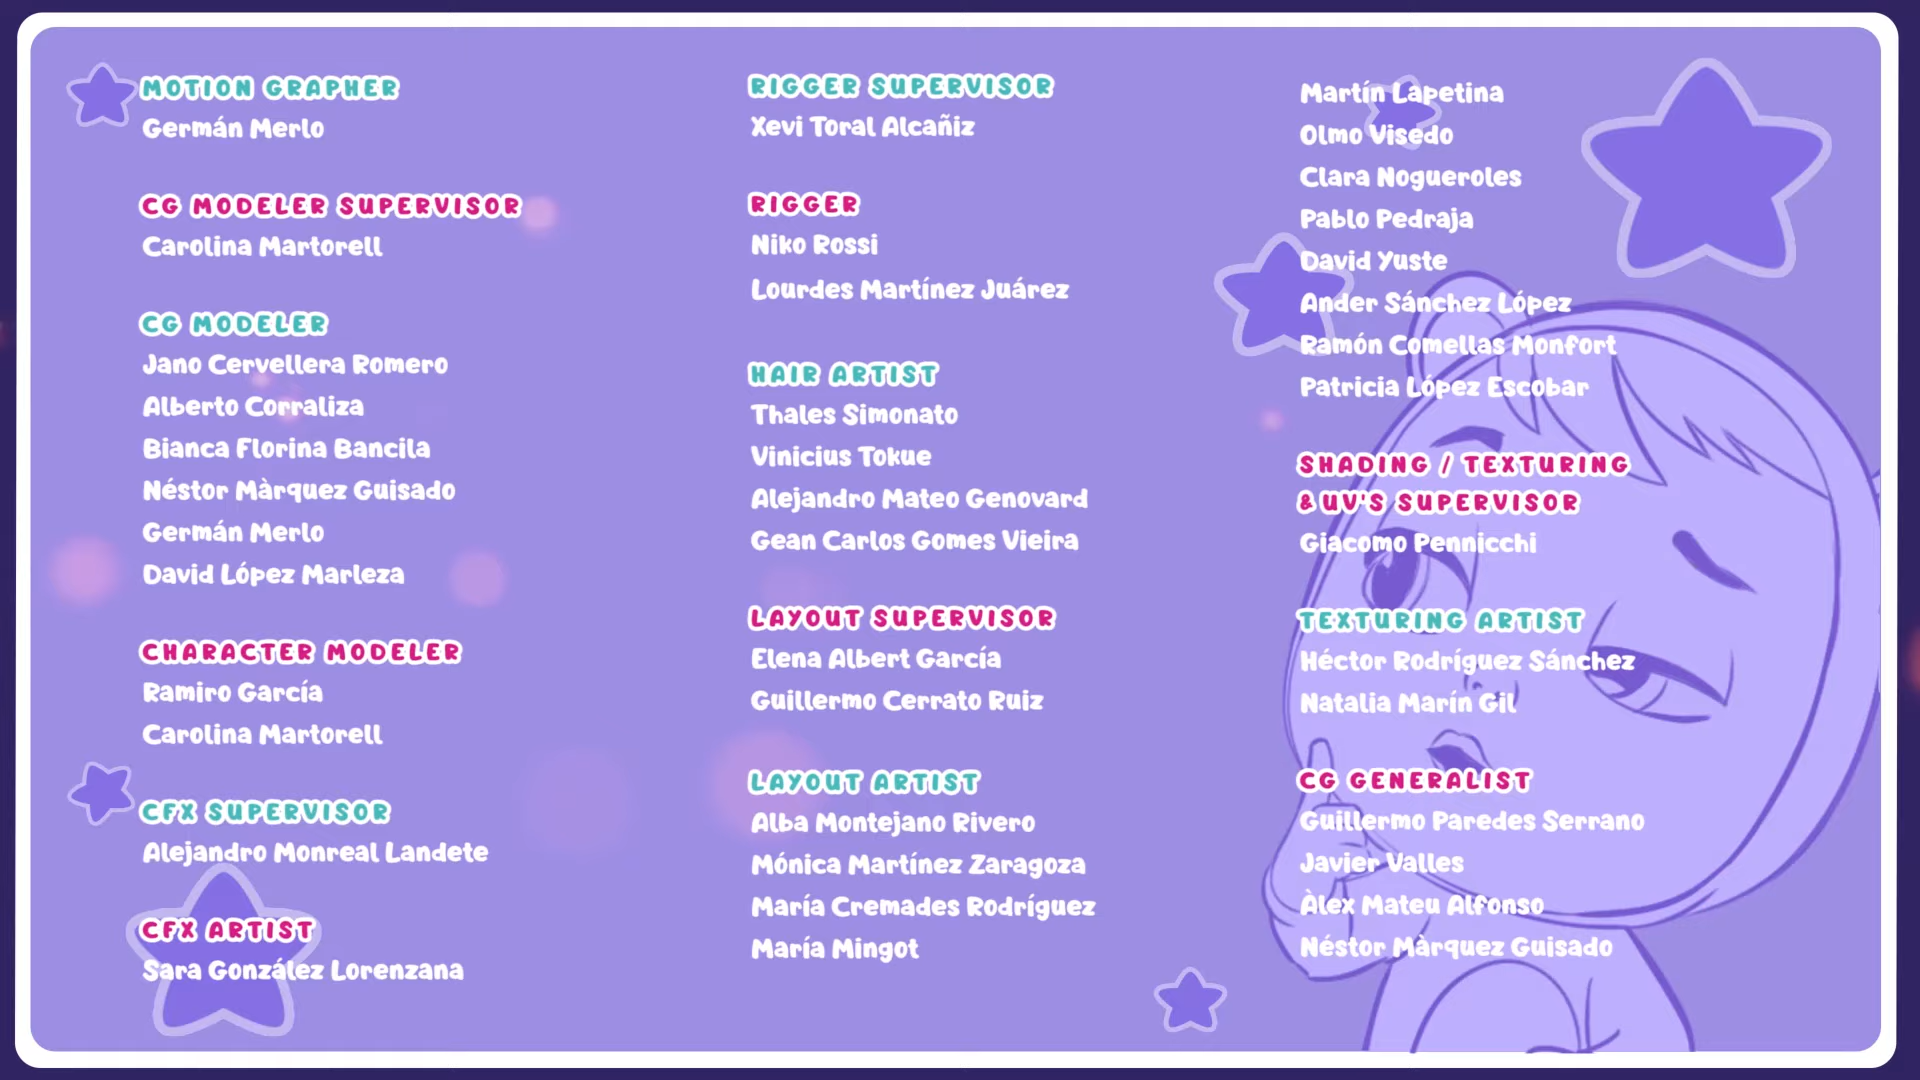 MOTION GRAPHER
Germán Merlo
CG MODELER SUPERVISOR
Carolina Martorell
CG MODELER
Jano Cervellera Romero
Alberto Corraliza
Bianca Florina Bancila
Néstor Màrquez Guisado
Germán Merlo
David López Marleza
CHARACTER MODELER
Ramiro García
Carolina Martorell
CFX SUPERVISOR
Alejandro Monreal Landete
CFX ARTIST
Sara González Lorenzana
RIGGER SUPERVISOR
Xevi Toral Alcañiz
RIGGER
Niko Rossi
Lourdes Martínez Juárez
HAIR ARTIST
Thales Simonato
Vinicius Tokue
Alejandro Mateo Genovard
Gean Carlos Gomes Vieira
LAYOUT SUPERVISOR
Elena Albert García
Guillermo Cerrato Ruiz
LAYOUT ARTIST
Alba Montejano Rivero
Mónica Martínez Zaragoza
María Cremades Rodríguez
María Mingot
Martín Lapetina
Olmo Visedo
Clara Nogueroles
Pablo Pedraja
David Yuste
Ander Sánchez López
Ramón Comellas Monfort
Patricia López Escobar
SHADING / TEXTURING
& UV'S SUPERVISOR
Giacomo Pennicchi
TEXTURING ARTIST
Héctor Rodríguez Sánchez
Natalia Marín Gil
CG GENERALIST
Guillermo Paredes Serrano
Javier Valles
Àlex Mateu Alfonso
Néstor Màrquez Guisado